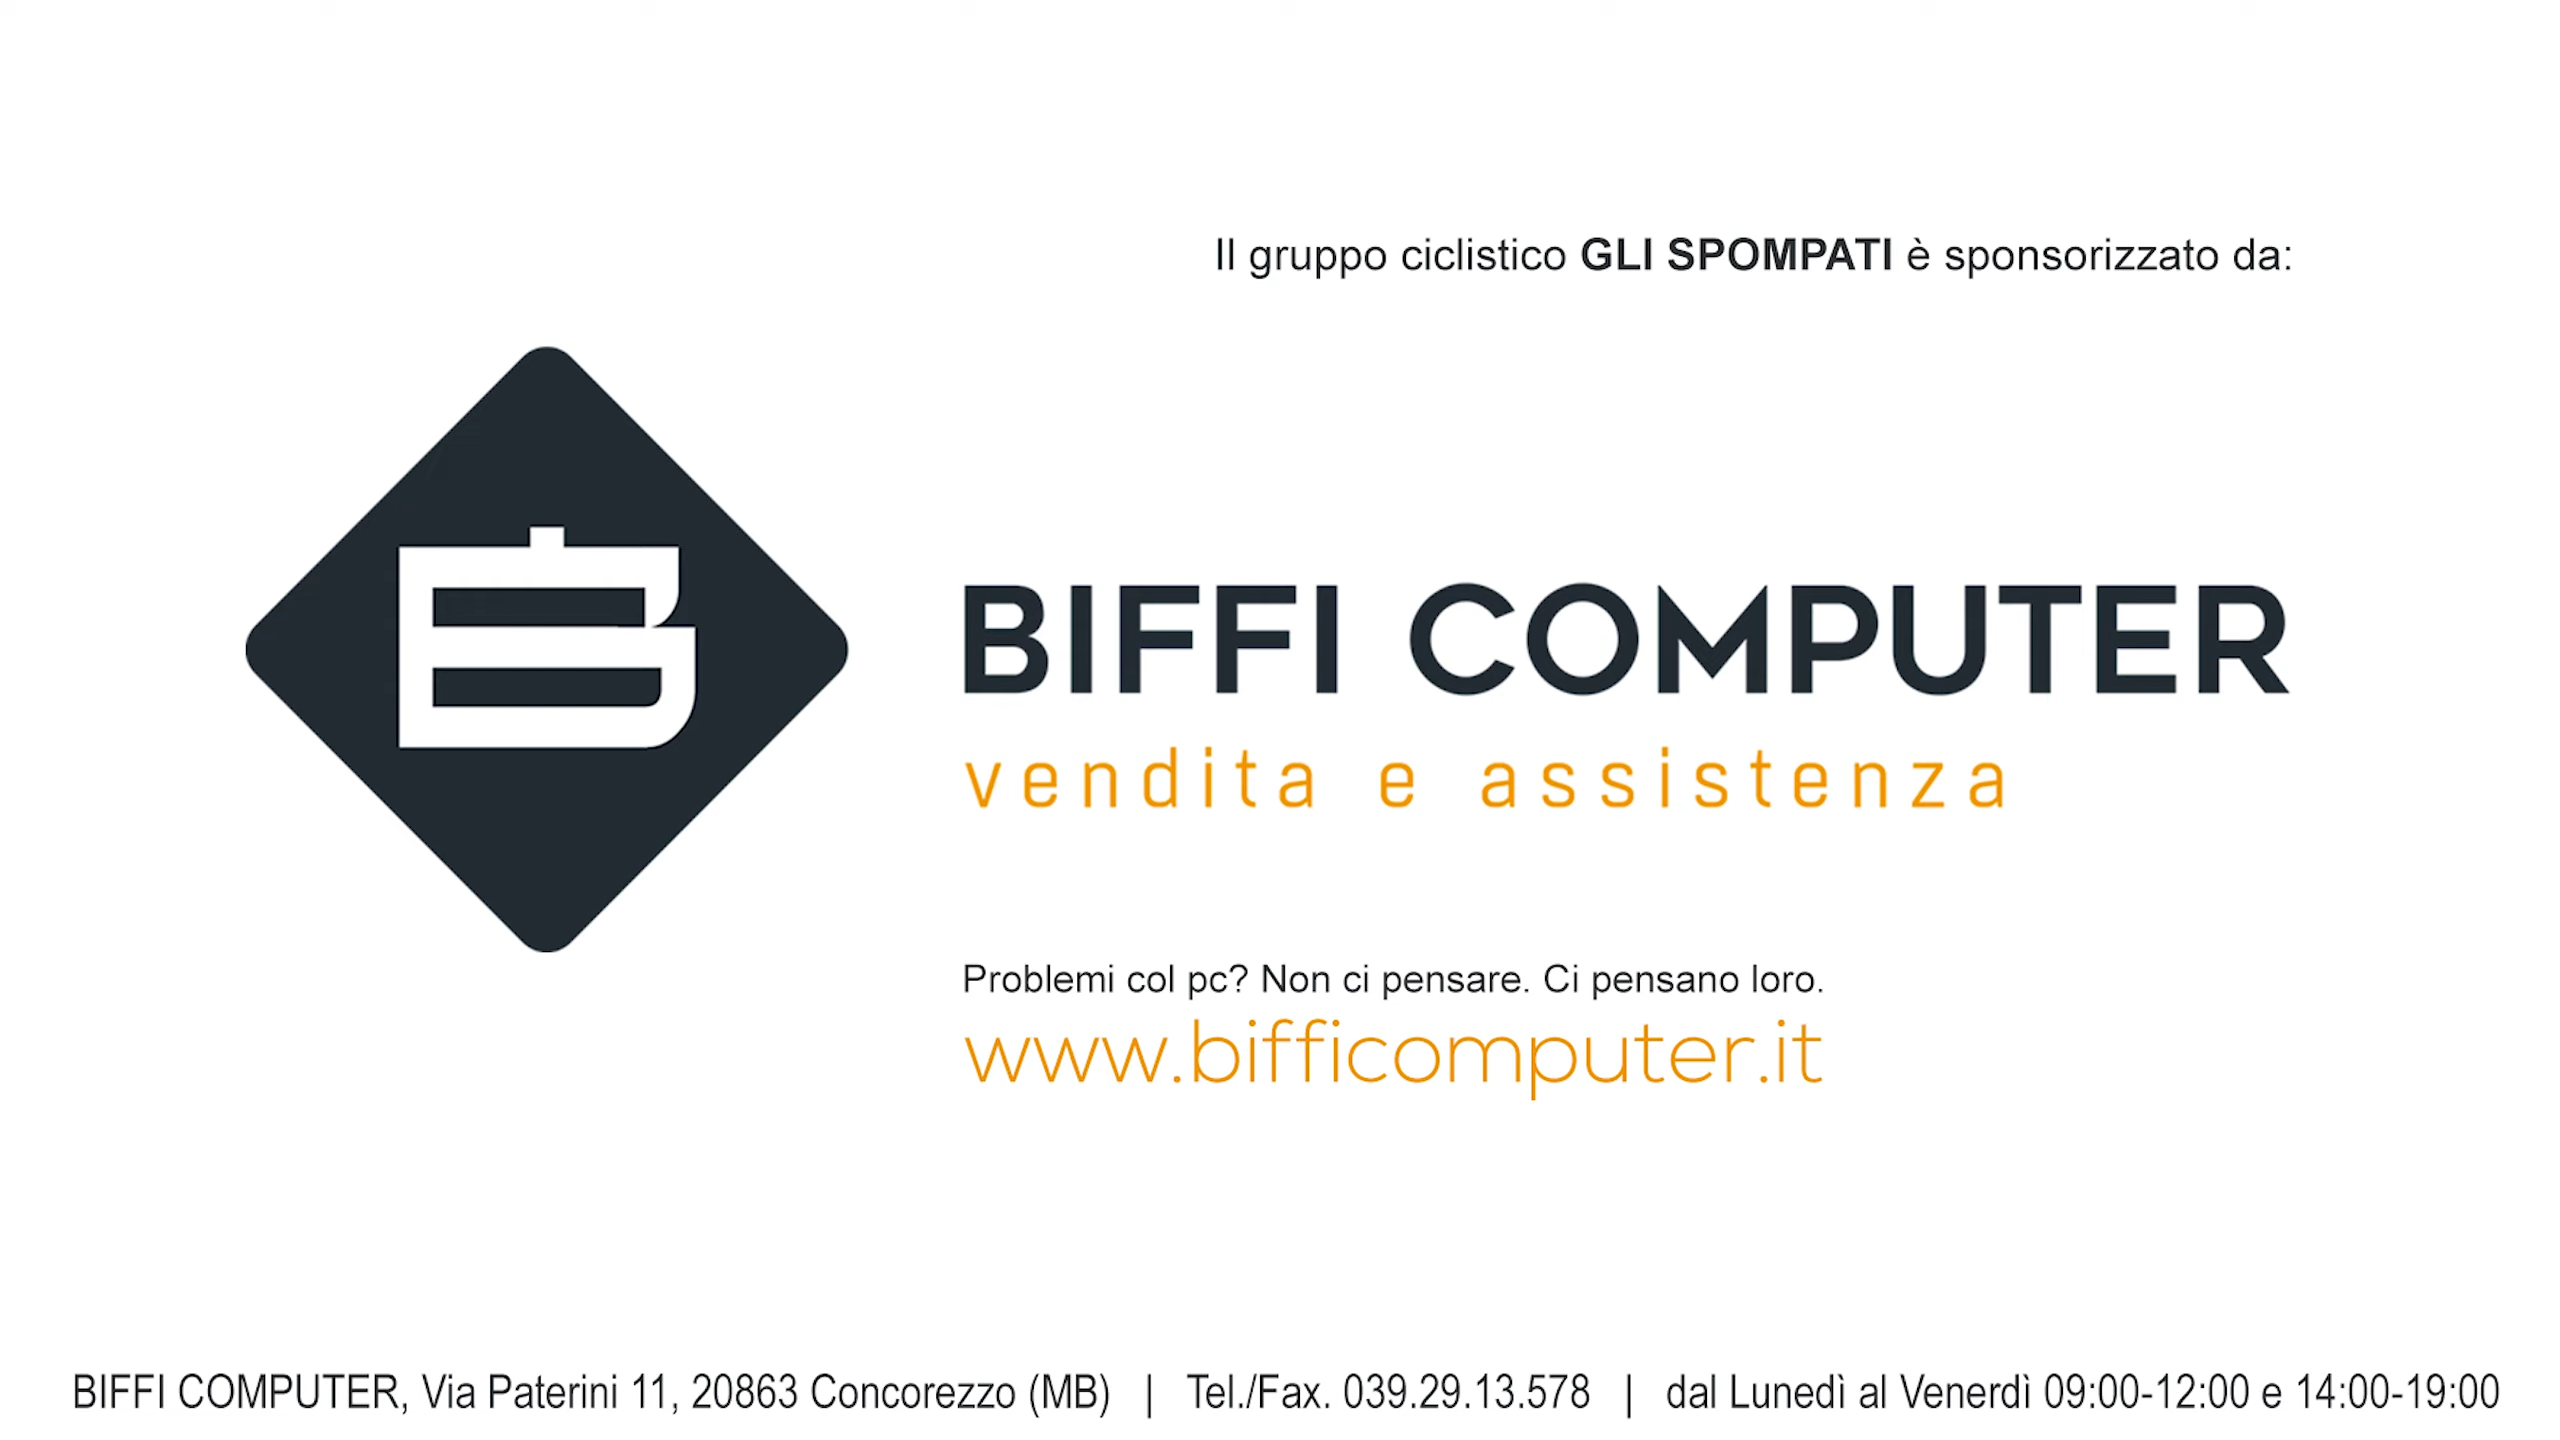 Il gruppo ciclistico GLI SPOMPATI è sponsorizzato da:
BIFFI COMPUTER
vendita e assistenza
Problemi col pc? Non ci pensare. Ci pensano loro.
www.bifficomputer.it
BIFFI COMPUTER, Via Paterini 11, 20863 Concorezzo (MB) | Tel./Fax. 039.29.13.578 | dal Lunedì al Venerdì 09:00-12:00 e 14:00-19:00